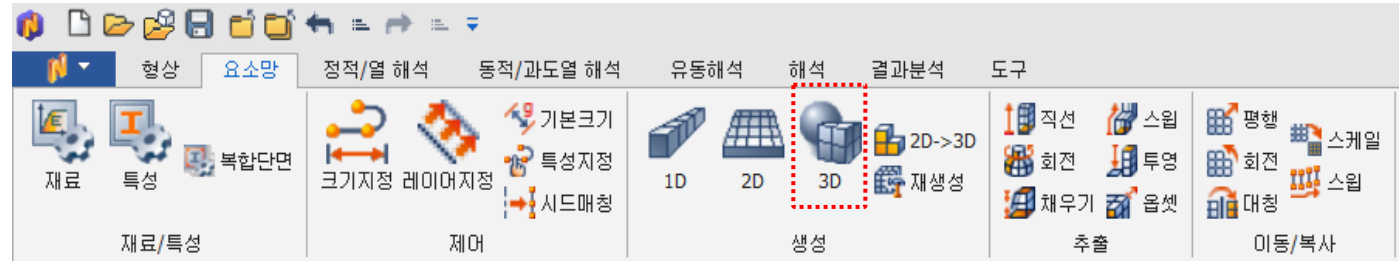 형상 요소망 정적/열 해석 동적/과도열 해석 유동해석 해석 결과분석 도구
재료 특성 복합단면
재료/특성
크기지정 레이어지정 기본크기
특성지정
시드매칭
제어
1D 2D 3D 2D->3D
재생성
생성
직선 스윕
회전 투영
채우기 옵셋
추출
평행 스케일
회전 스윕
대칭
이동/복사